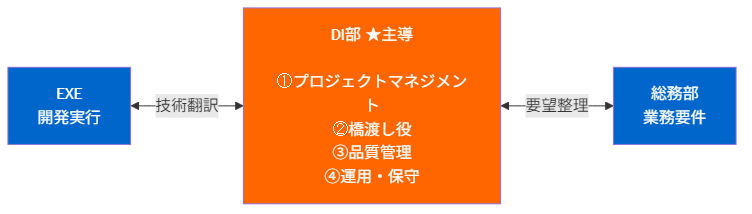 EXE
開発実行
技術翻訳
DI部 ★主導
①プロジェクトマネジメン
ト
②橋渡し役
③品質管理
④運用・保守
要望整理
総務部
業務要件